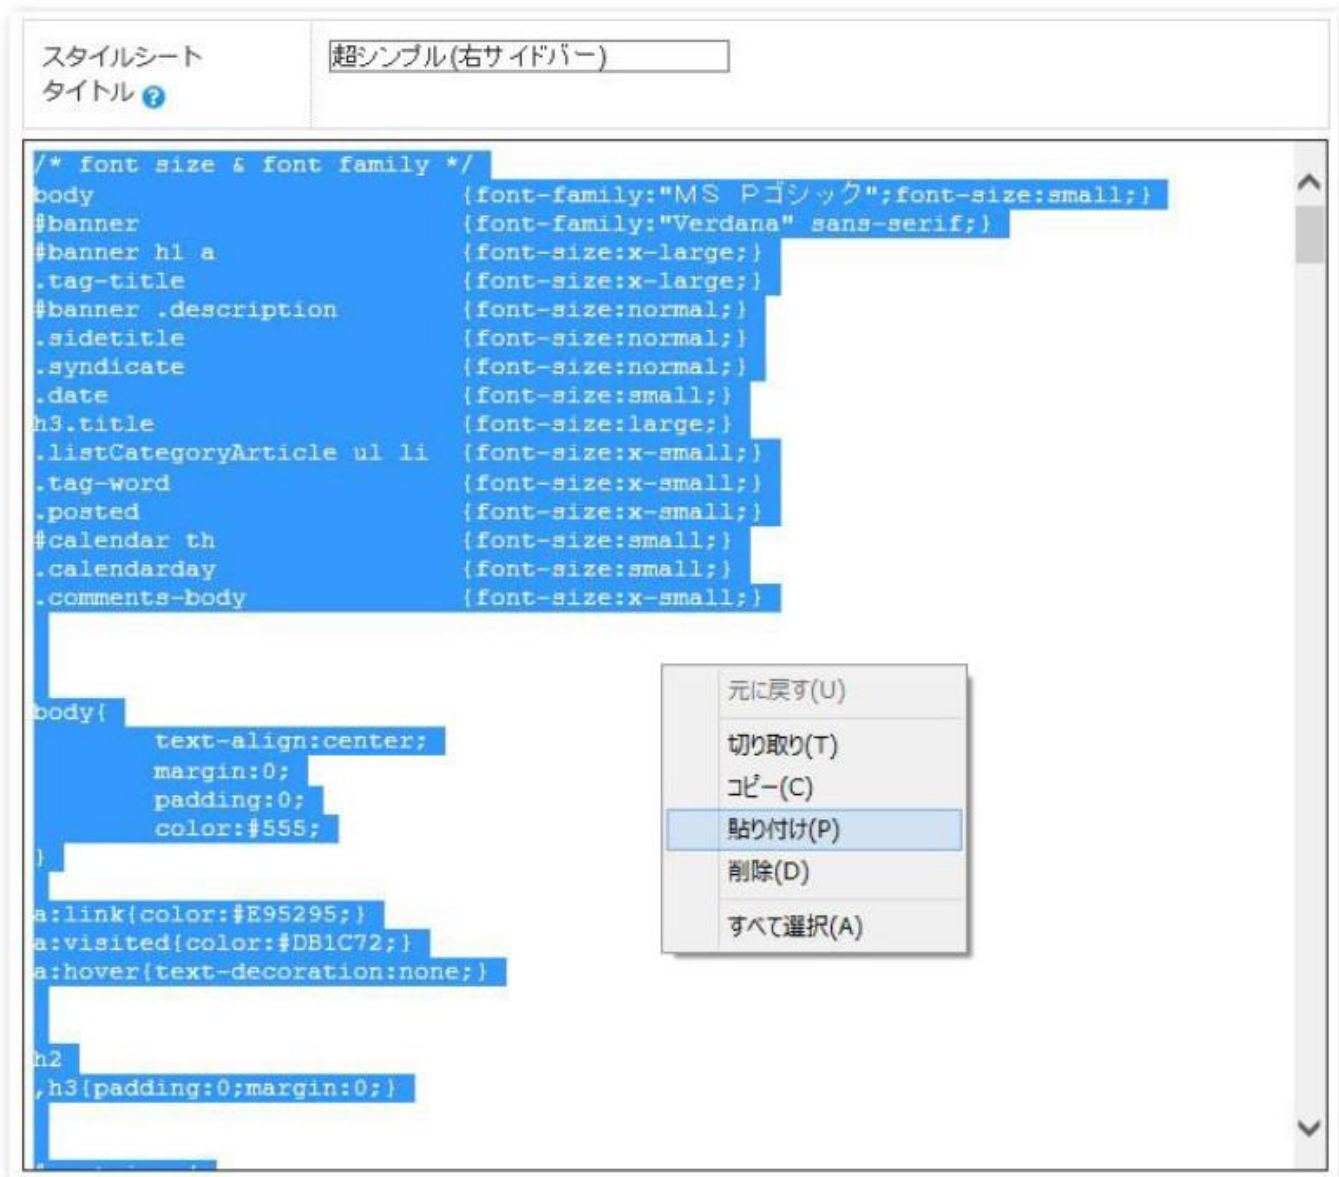 スタイルシート
タイトル ?
超シンプル(右サイドバー)
/* font size & font family */
body {font-family:"ＭＳ Ｐゴシック";font-size:small;}
#banner {font-family:"Verdana" sans-serif;}
#banner h1 a {font-size:x-large;}
.tag-title {font-size:x-large;}
#banner .description {font-size:normal;}
.sidetitle {font-size:normal;}
.syndicate {font-size:normal;}
.date {font-size:small;}
h3.title {font-size:large;}
.listCategoryArticle ul li {font-size:x-small;}
.tag-word {font-size:x-small;}
.posted {font-size:x-small;}
#calendar th {font-size:small;}
.calendarday {font-size:small;}
.comments-body {font-size:x-small;}
body{
text-align:center;
margin:0;
padding:0;
color:#555;
}
a:link{color:#E95295;}
a:visited{color:#DB1C72;}
a:hover{text-decoration:none;}
h2
,h3{padding:0;margin:0;}
元に戻す(U)
切り取り(T)
コピー(C)
貼り付け(P)
削除(D)
すべて選択(A)